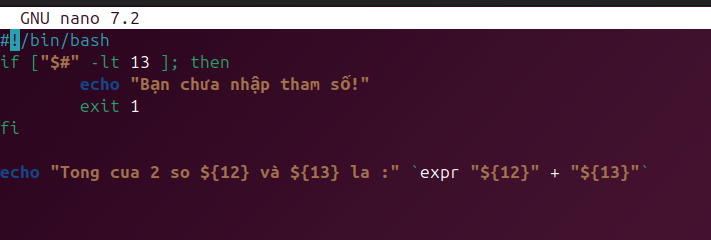 GNU nano 7.2
#!/bin/bash
if ["$#" -lt 13 ]; then
echo "Bạn chưa nhập tham số!"
exit 1
fi
echo "Tong cua 2 so ${12} và ${13} la :" `expr "${12}" + "${13}"`